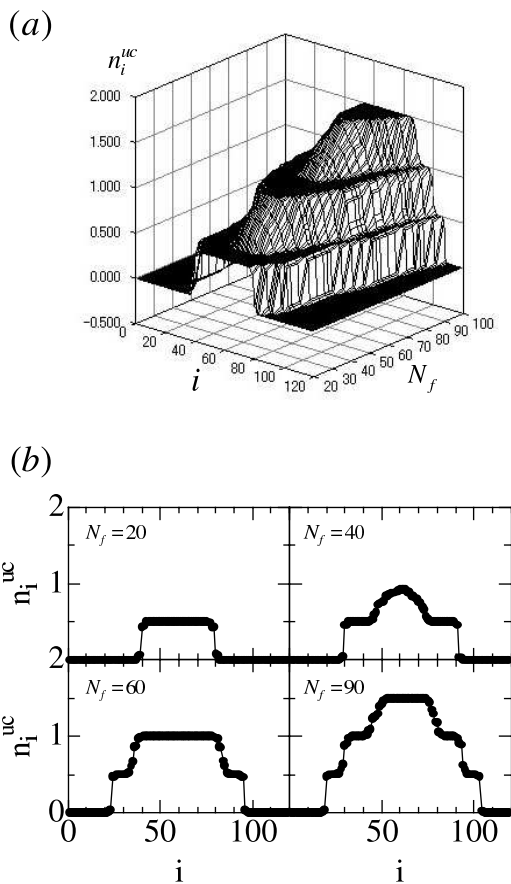 (a)
n_i^{uc}
2.000
1.500
1.000
0.500
0.000
−0.500
0 20 40 60 80 100 120
i
20 30 40 50 60 70 80 90 100
N_f
(b)
2 1 2
n_i^{uc}
N_f=20
N_f=40
1 0
n_i^{uc}
N_f=60
N_f=90
0 50 100
50 100
i
i